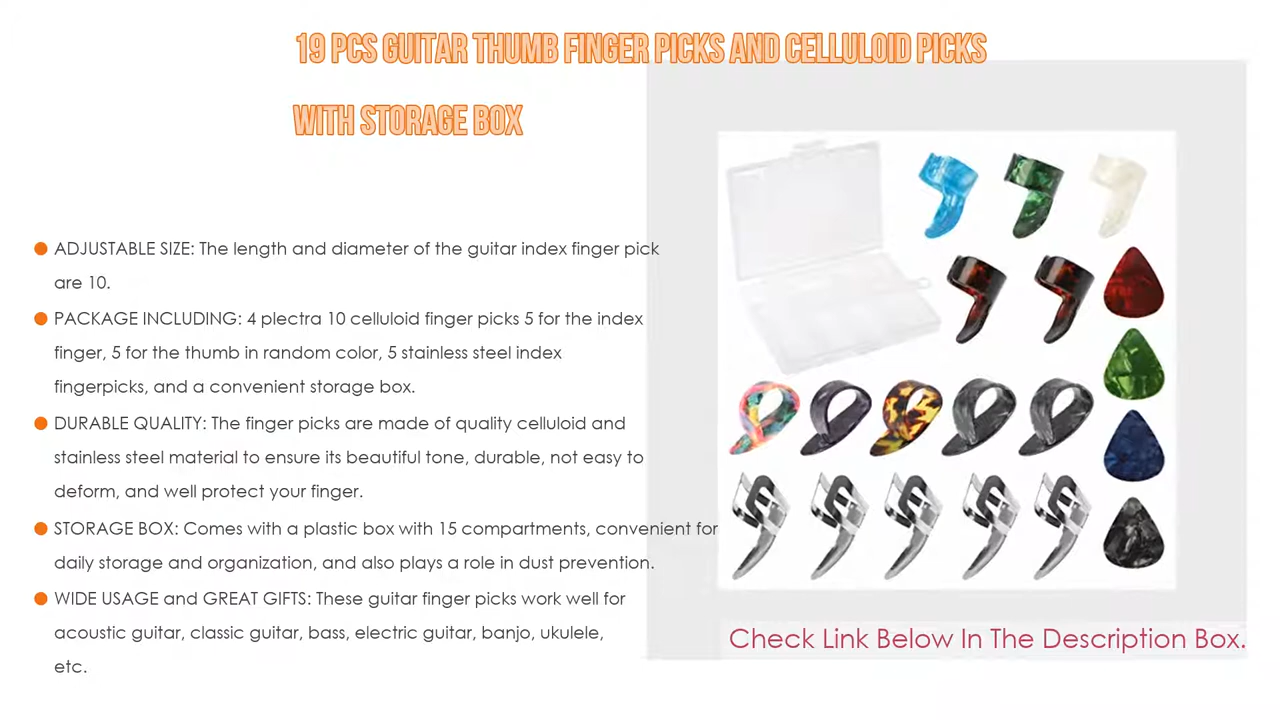 19 PCS GUITAR THUMB FINGER PICKS AND CELLULOID PICKS
WITH STORAGE BOX
ADJUSTABLE SIZE: The length and diameter of the guitar index finger pick
are 10.
PACKAGE INCLUDING: 4 plectra 10 celluloid finger picks 5 for the index
finger, 5 for the thumb in random color, 5 stainless steel index
fingerpicks, and a convenient storage box.
DURABLE QUALITY: The finger picks are made of quality celluloid and
stainless steel material to ensure its beautiful tone, durable, not easy to
deform, and well protect your finger.
STORAGE BOX: Comes with a plastic box with 15 compartments, convenient for
daily storage and organization, and also plays a role in dust prevention.
WIDE USAGE and GREAT GIFTS: These guitar finger picks work well for
acoustic guitar, classic guitar, bass, electric guitar, banjo, ukulele,
etc.
Check Link Below In The Description Box.